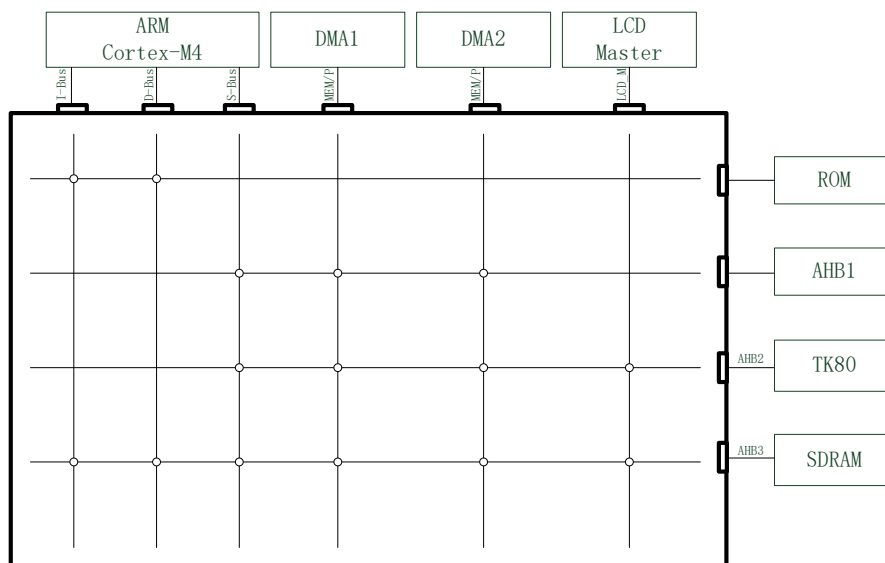 ARM
Cortex-M4
DMA1
DMA2
LCD
Master
I-Bus
D-Bus
S-Bus
MEM/P
MEM/P
LCD_M
ROM
AHB1
AHB2
TK80
AHB3
SDRAM